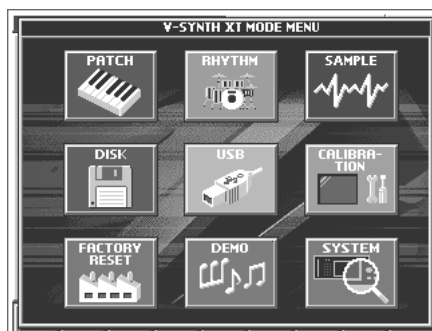 V-SYNTH XT MODE MENU
PATCH
RHYTHM
SAMPLE
DISK
USB
CALIBRA-
TION
FACTORY
RESET
DEMO
SYSTEM